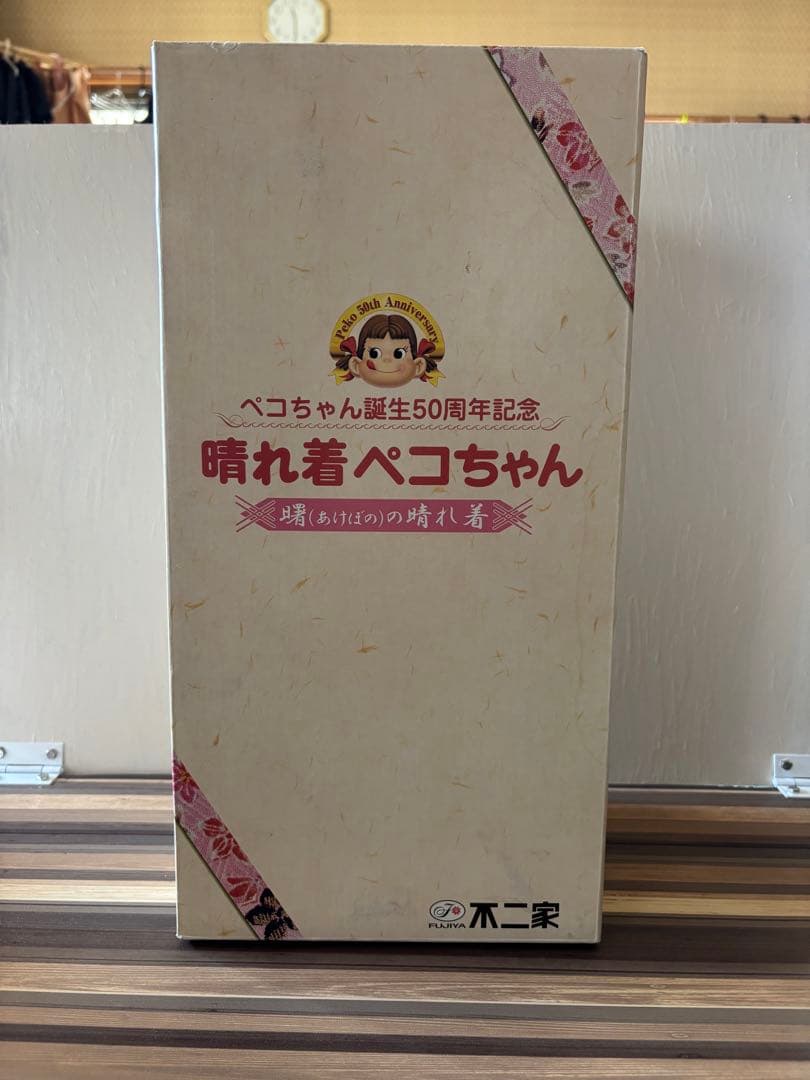 Peko 50th Anniversary
ペコちゃん誕生50周年記念
晴れ着ペコちゃん
曙(あけぼの)の晴れ着
FUJIYA 不二家